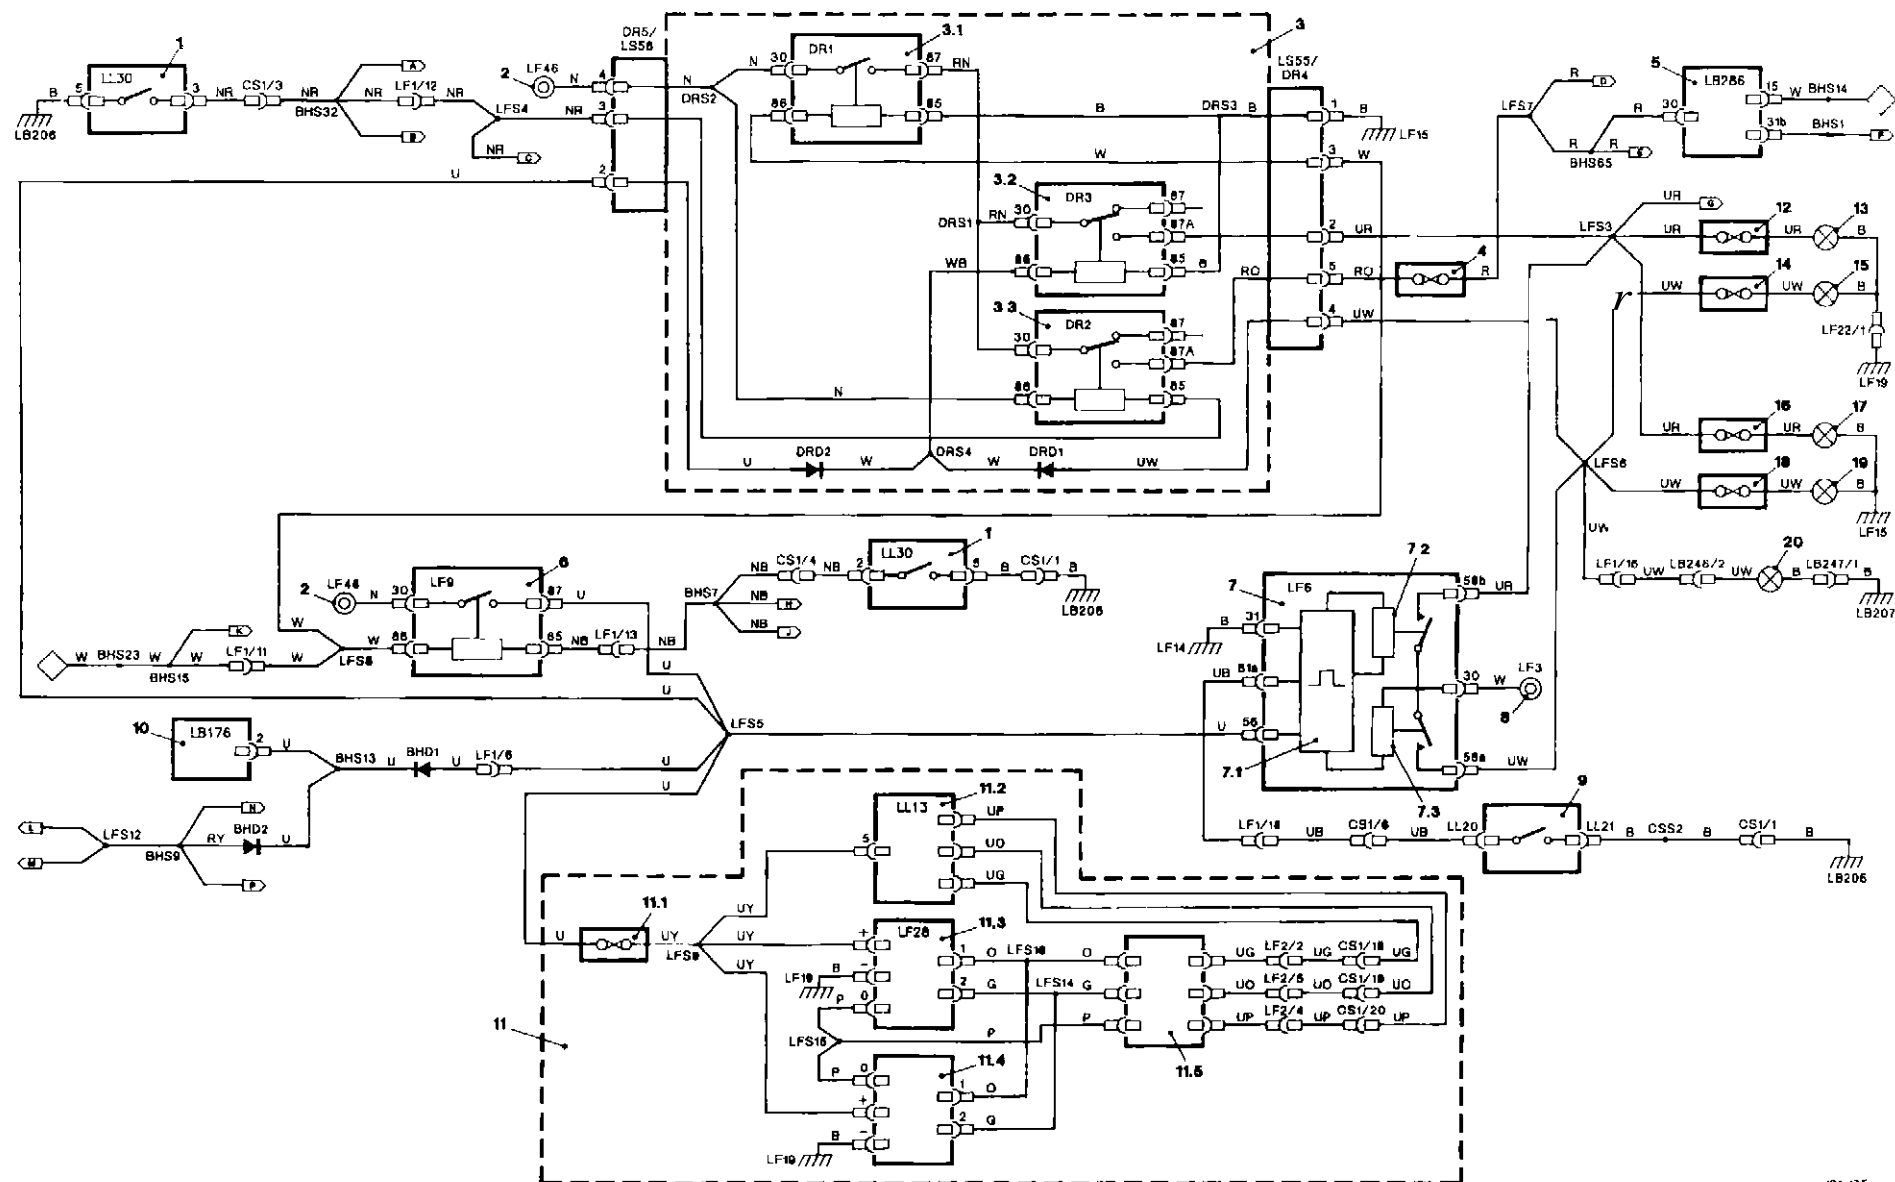 1
LL30
B
5
3
NR
CS1/3
NR
NR
LF1/12
NR
LB206
BHS32
A
B
LFS4
NR
C
2
LF46
N
4
DR5/
LS56
NR
3
2
U
3
3.1
DR1
30
87
RN
N
DRS2
86
85
B
W
DRS3
B
LS55/
DR4
1
B
LF15
3
W
3.2
DR3
DRS1
RN
30
87
87A
WB
86
85
B
2
UR
RO
5
RO
4
R
3.3
DR2
30
87
87A
4
UW
N
86
85
DRD2
DRS4
DRD1
U
W
W
UW
R
D
LFS7
R
R
BHS65
R
5
LB286
30
15
W
BHS14
31b
BHS1
F
UR
G
LFS3
UR
12
UR
13
B
UW
14
UW
15
B
LF22/1
LF19
UR
16
UR
17
B
LFS6
UW
18
UW
19
B
LF15
UW
LF1/16
UW
LB246/2
UW
20
B
LB247/1
B
LB207
2
LF46
N
30
LF9
6
87
U
86
85
NB
LF1/13
NB
W
W
LFS8
K
W
BHS23
W
BHS15
W
LF1/11
W
BHS7
NB
CS1/4
NB
2
LL30
1
5
B
CS1/1
B
LB206
NB
H
NB
J
U
U
LFS5
U
U
U
10
LB176
2
U
BHS13
U
BHD1
U
LF1/6
L
M
LFS12
BHS9
N
RY
BHD2
U
P
7
LF6
7.2
7.1
7.3
B
31
LF14
UB
U
56
58b
UR
30
W
LF3
8
UW
LF1/18
UB
CS1/6
UB
LL20
9
LL21
B
CSS2
B
CS1/1
B
LB206
11
U
11.1
UY
LFS9
UY
UY
UY
5
LL13
11.2
UP
UO
UG
LF28
11.3
+
-
0
B
LF19
P
1
2
O
G
LFS16
LFS14
O
G
P
P
LFS15
P
11.4
0
+
-
B
LF19
1
2
O
G
11.5
UG
LF2/2
UG
CS1/18
UG
UO
LF2/5
UO
CS1/19
UO
UP
LF2/4
UP
CS1/20
UP